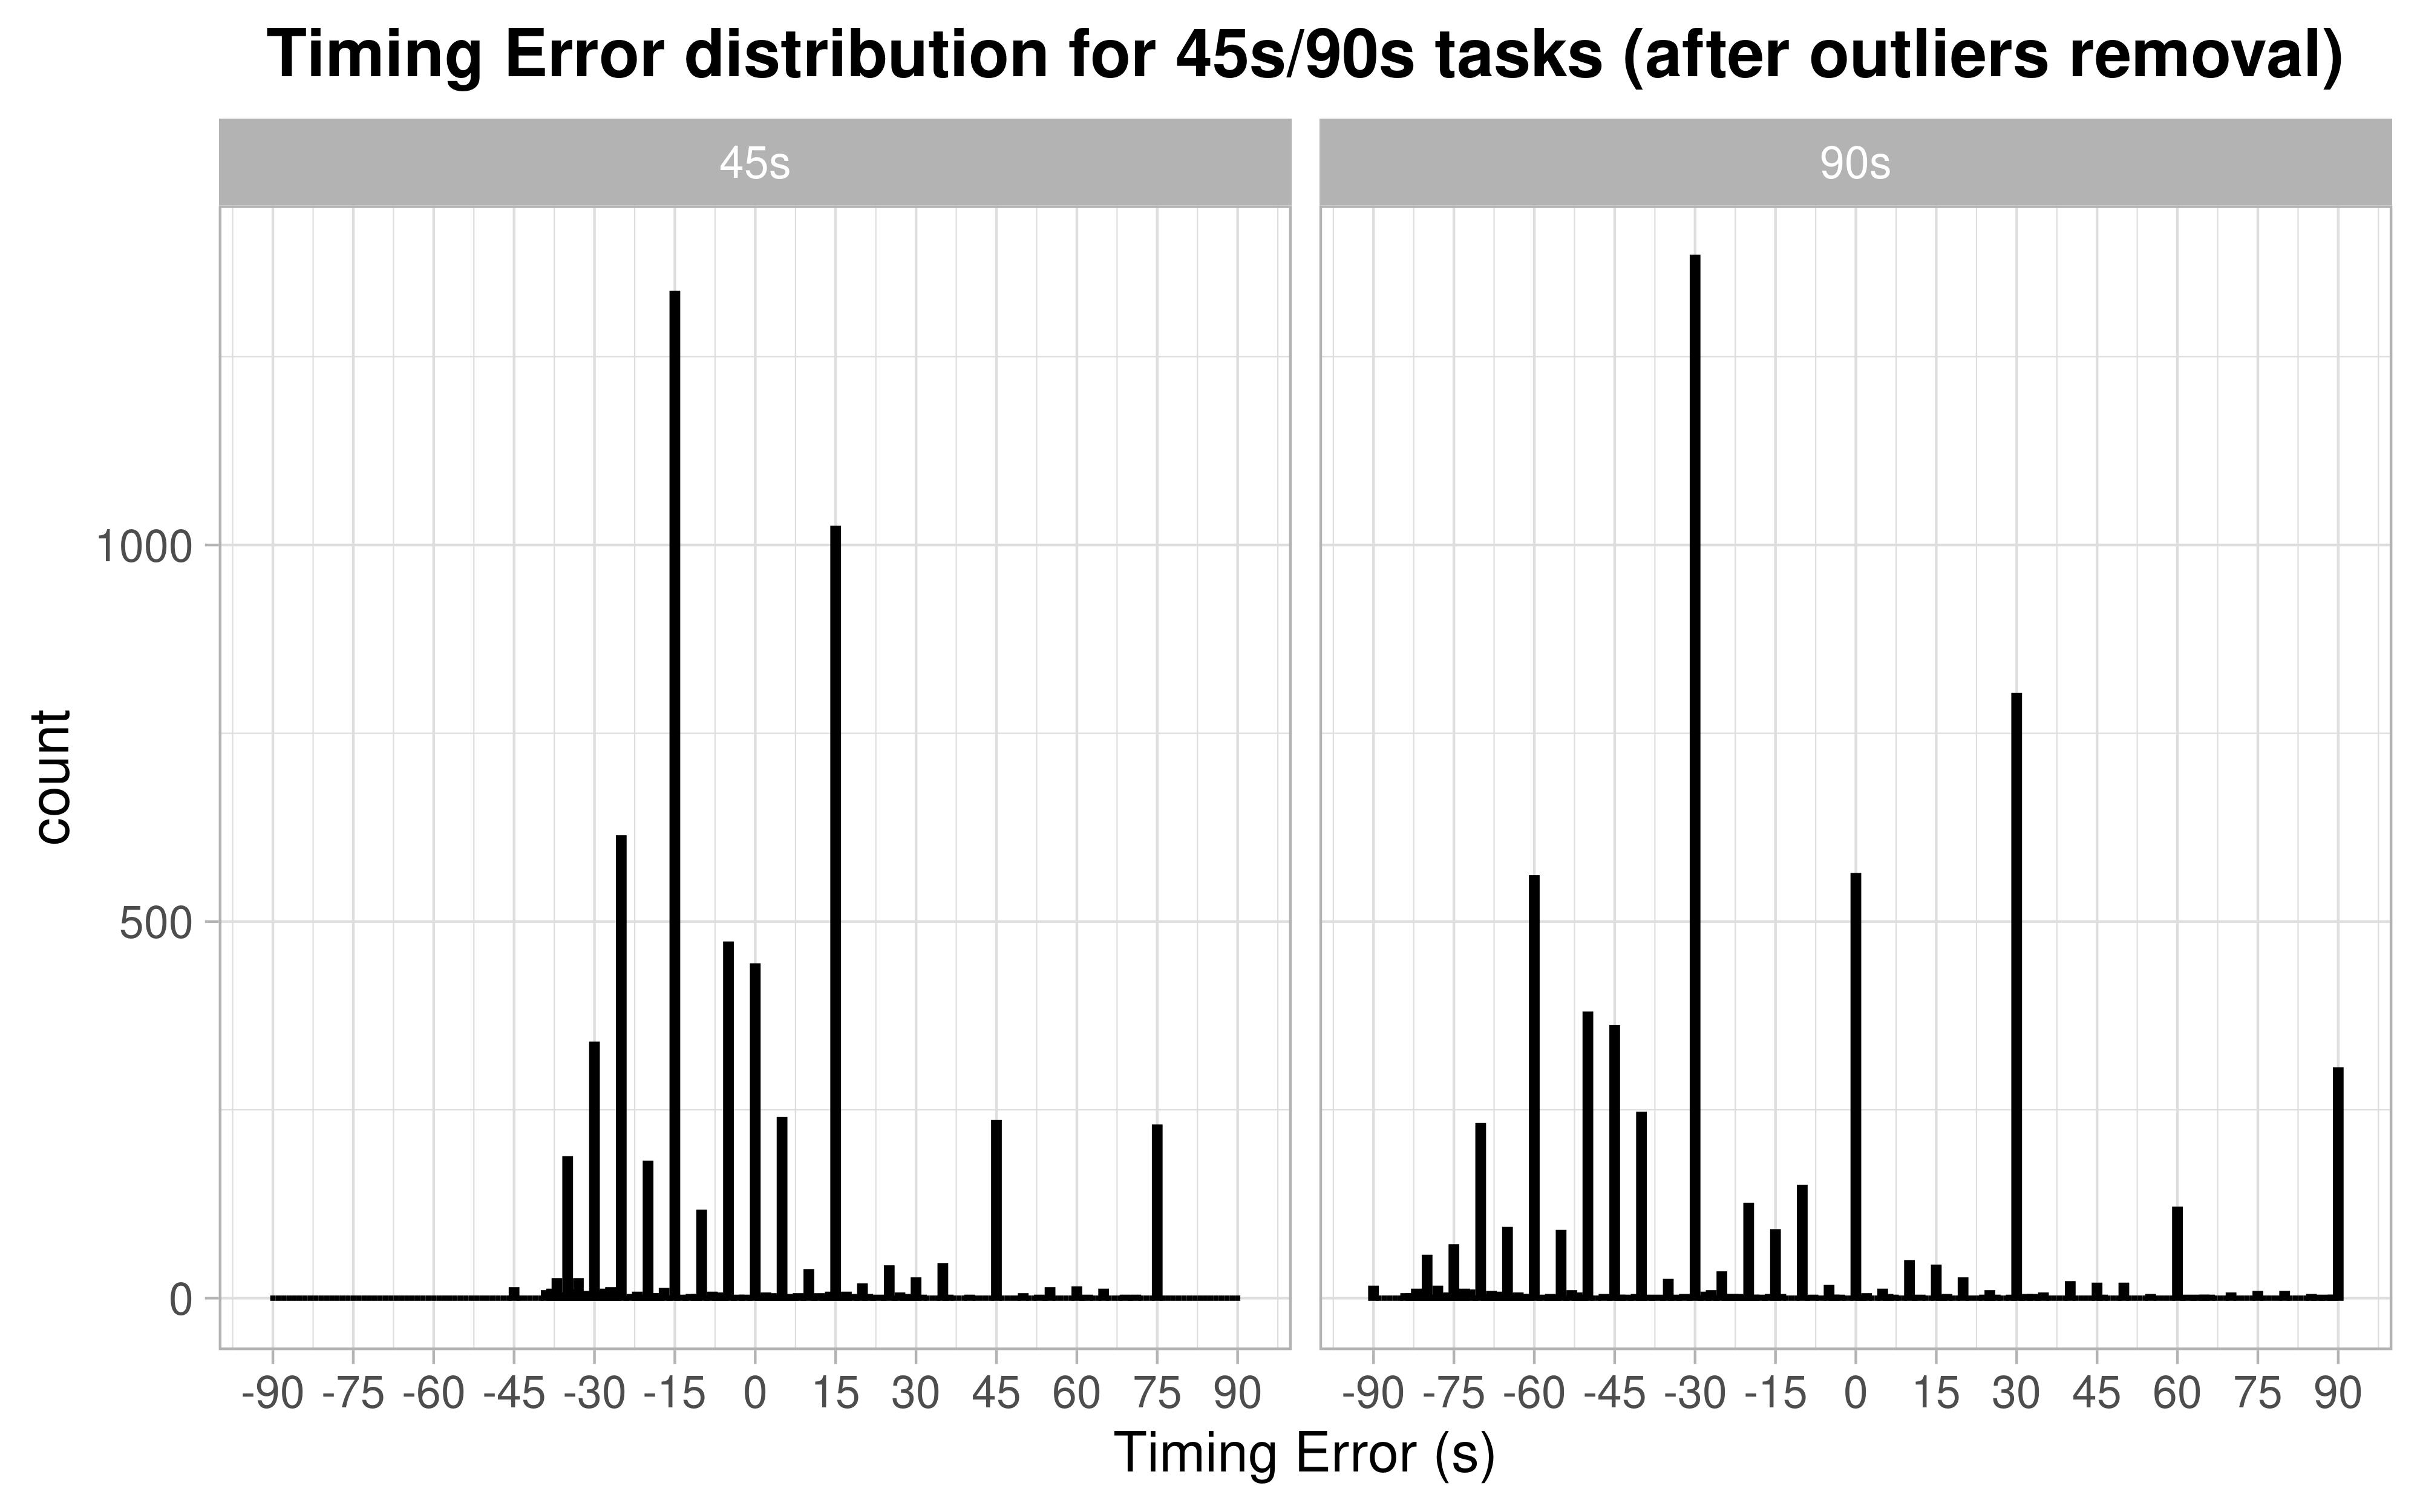 Timing Error distribution for 45s/90s tasks (after outliers removal)
45s
90s
count
1000
500
0
-90 -75 -60 -45 -30 -15 0 15 30 45 60 75 90
-90 -75 -60 -45 -30 -15 0 15 30 45 60 75 90
Timing Error (s)